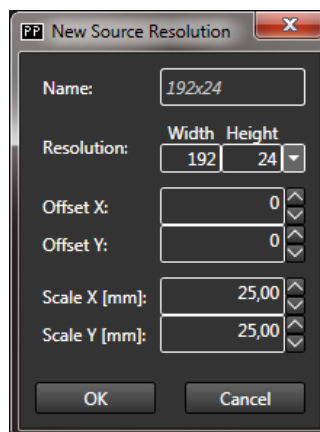 PP New Source Resolution
Name: 192x24
Width Height
Resolution: 192 24
Offset X: 0
Offset Y: 0
Scale X [mm]: 25,00
Scale Y [mm]: 25,00
OK Cancel